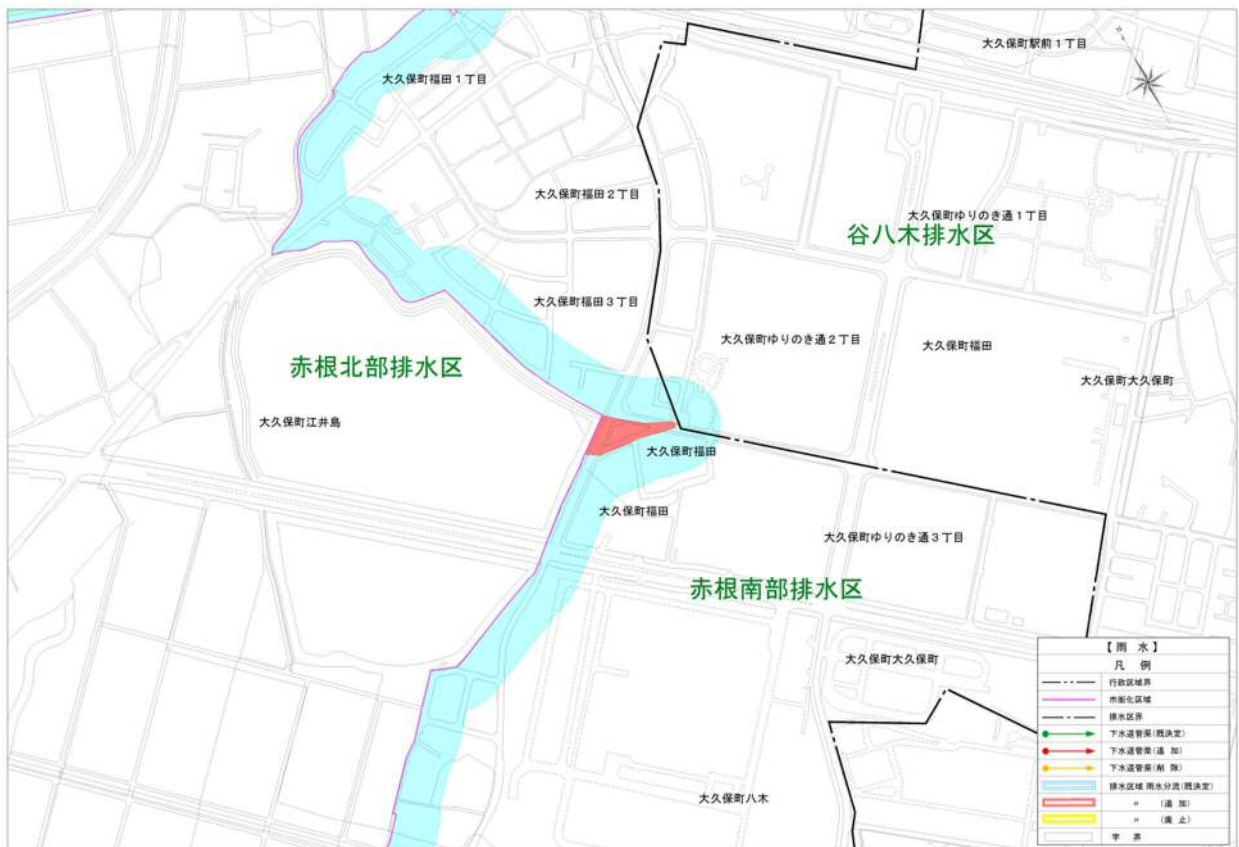 大久保町駅前1丁目
大久保町福田1丁目
大久保町福田2丁目
大久保町ゆりのき通1丁目
谷八木排水区
大久保町福田3丁目
大久保町ゆりのき通2丁目
大久保町福田
赤根北部排水区
大久保町大久保町
大久保町江井島
大久保町福田
大久保町福田
大久保町ゆりのき通3丁目
赤根南部排水区
大久保町大久保町
大久保町八木
【雨 水】
凡 例
行政区域界
市街化区域
排水区界
下水道管渠(既決定)
下水道管渠(追 加)
下水道管渠(削 除)
排水区域 雨水分流(既決定)
〃 (追 加)
〃 (廃 止)
字 界